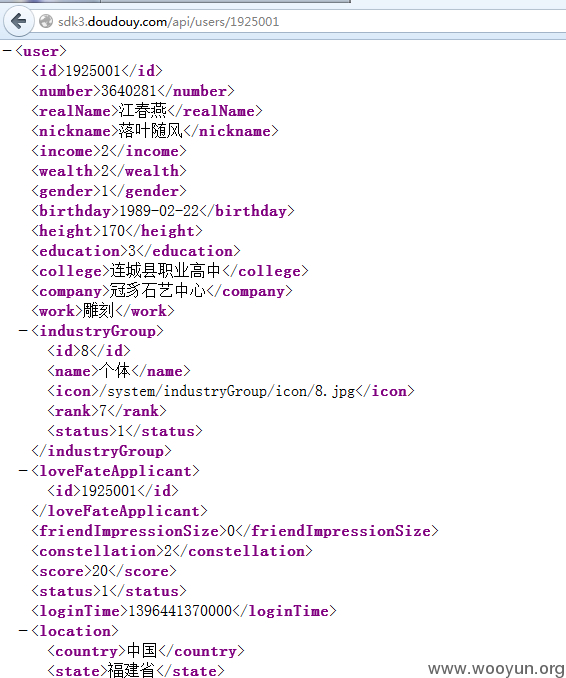 sdk3.doudouy.com/api/users/1925001
−<user>
<id>1925001</id>
<number>3640281</number>
<realName>江春燕</realName>
<nickname>落叶随风</nickname>
<income>2</income>
<wealth>2</wealth>
<gender>1</gender>
<birthday>1989-02-22</birthday>
<height>170</height>
<education>3</education>
<college>连城县职业高中</college>
<company>冠豸石艺中心</company>
<work>雕刻</work>
−<industryGroup>
<id>8</id>
<name>个体</name>
<icon>/system/industryGroup/icon/8.jpg</icon>
<rank>7</rank>
<status>1</status>
</industryGroup>
−<loveFateApplicant>
<id>1925001</id>
</loveFateApplicant>
<friendImpressionSize>0</friendImpressionSize>
<constellation>2</constellation>
<score>20</score>
<status>1</status>
<loginTime>1396441370000</loginTime>
−<location>
<country>中国</country>
<state>福建省</state>
www.wooyun.org